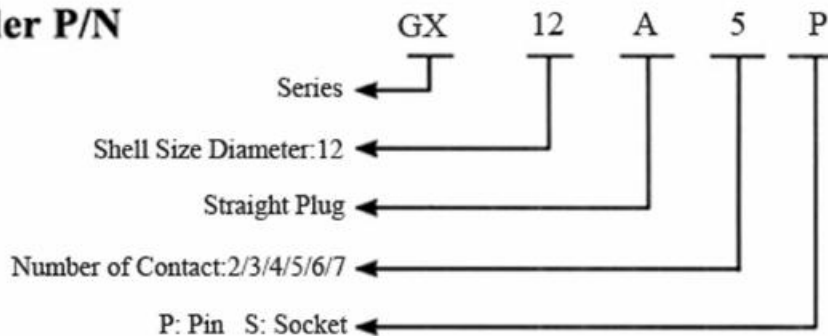 P/N
GX 12 A 5 P
Series
Shell Size Diameter:12
Straight Plug
Number of Contact:2/3/4/5/6/7
P: Pin S: Socket